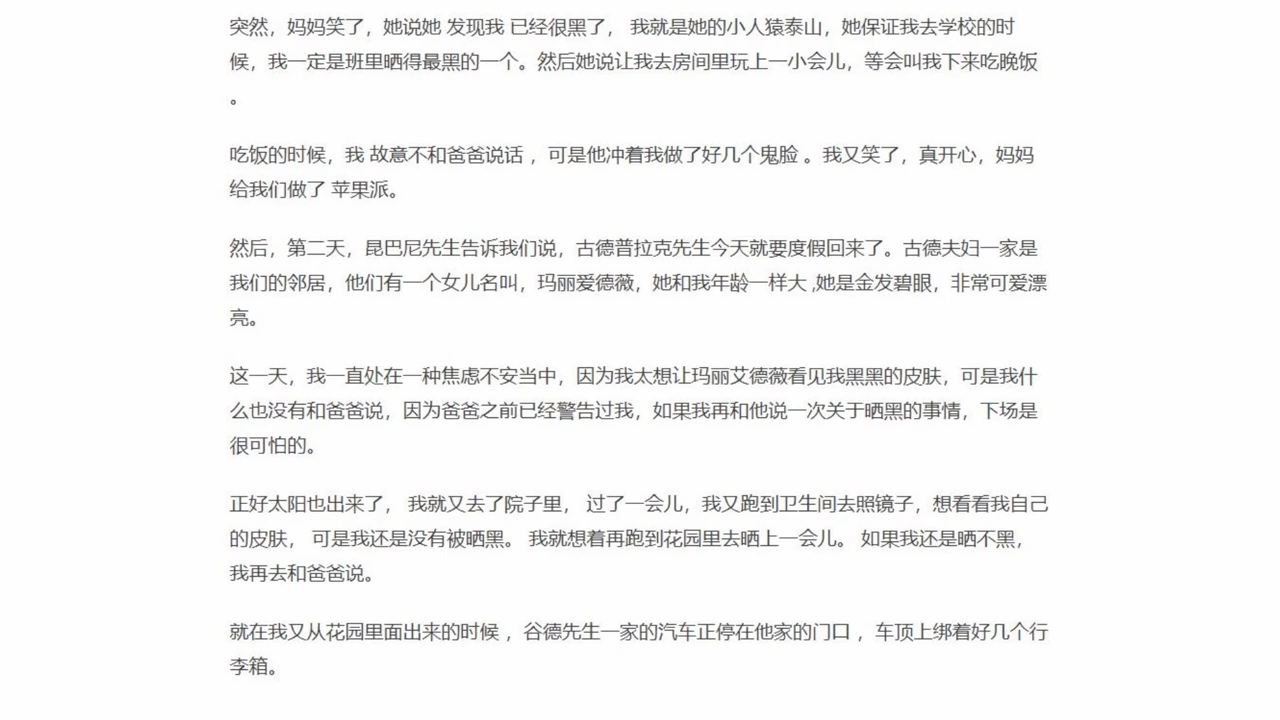 突然，妈妈笑了，她说她 发现我 已经很黑了， 我就是她的小人猿泰山，她保证我去学校的时
候，我一定是班里晒得最黑的一个。然后她说让我去房间里玩上一小会儿，等会叫我下来吃晚饭
。
吃饭的时候，我 故意不和爸爸说话 ，可是他冲着我做了好几个鬼脸 。我又笑了，真开心，妈妈
给我们做了 苹果派。
然后，第二天，昆巴尼先生告诉我们说，古德普拉克先生今天就要度假回来了。古德夫妇一家是
我们的邻居，他们有一个女儿名叫，玛丽爱德薇，她和我年龄一样大 ,她是金发碧眼，非常可爱漂
亮。
这一天，我一直处在一种焦虑不安当中，因为我太想让玛丽艾德薇看见我黑黑的皮肤，可是我什
么也没有和爸爸说，因为爸爸之前已经警告过我，如果我再和他说一次关于晒黑的事情，下场是
很可怕的。
正好太阳也出来了， 我就又去了院子里， 过了一会儿，我又跑到卫生间去照镜子，想看看我自己
的皮肤， 可是我还是没有被晒黑。 我就想着再跑到花园里去晒上一会儿。 如果我还是晒不黑，
我再去和爸爸说。
就在我又从花园里面出来的时候 ，谷德先生一家的汽车正停在他家的门口 ，车顶上绑着好几个行
李箱。